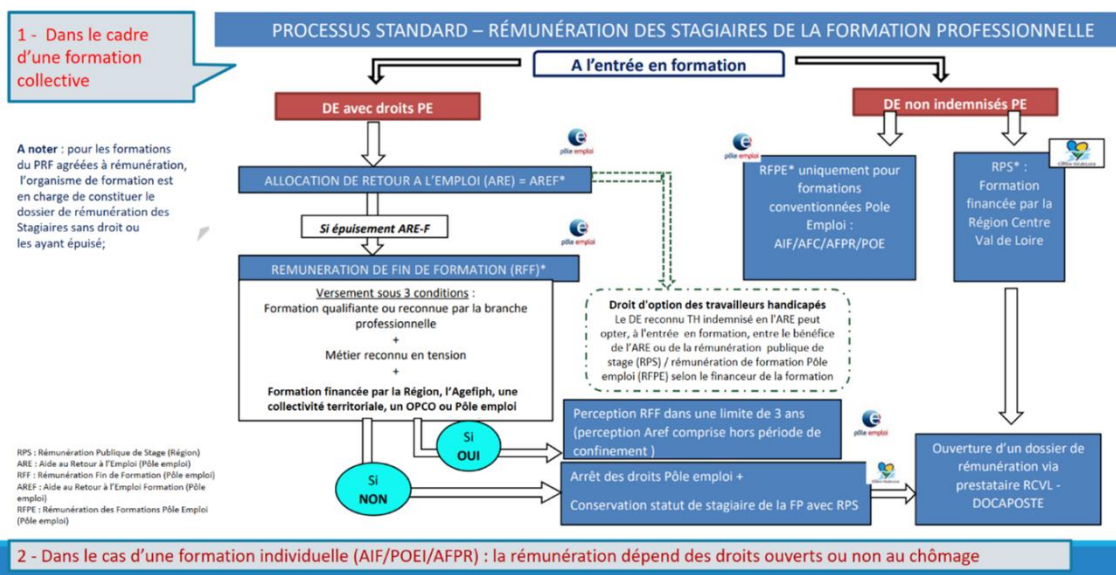 1 - Dans le cadre
d'une formation
collective
PROCESSUS STANDARD – RÉMUNÉRATION DES STAGIAIRES DE LA FORMATION PROFESSIONNELLE
A l'entrée en formation
DE avec droits PE
DE non indemnisés PE
A noter : pour les formations
du PRF agréées à rémunération,
l'organisme de formation est
en charge de constituer le
dossier de rémunération des
Stagiaires sans droit ou
les ayant épuisé;
pôle emploi
ALLOCATION DE RETOUR A L'EMPLOI (ARE) = AREF*
Si épuisement ARE-F
pôle emploi
REMUNERATION DE FIN DE FORMATION (RFF)*
Versement sous 3 conditions :
Formation qualifiante ou reconnue par la branche
professionnelle
+
Métier reconnu en tension
+
Formation financée par la Région, l'Agefiph, une
collectivité territoriale, un OPCO ou Pôle emploi
pôle emploi
RFPE* uniquement pour
formations
conventionnées Pole
Emploi :
AIF/AFC/AFPR/POE
RPS* :
Formation
financée par la
Région Centre
Val de Loire
Droit d'option des travailleurs handicapés
Le DE reconnu TH indemnisé en l'ARE peut
opter, à l'entrée en formation, entre le bénéfice
de l'ARE ou de la rémunération publique de
stage (RPS) / rémunération de formation Pôle
emploi (RFPE) selon le financeur de la formation
Si
OUI
Perception RFF dans une limite de 3 ans
(perception Aref comprise hors période de
confinement )
pôle emploi
Si
NON
Arrêt des droits Pôle emploi +
Conservation statut de stagiaire de la FP avec RPS
Ouverture d'un dossier de
rémunération via
prestataire RCVL -
DOCAPOSTE
RPS : Rémunération Publique de Stage (Région)
ARE : Aide au Retour à l'Emploi (Pôle emploi)
RFF : Rémunération Fin de Formation (Pôle emploi)
AREF : Aide au Retour à l'Emploi Formation (Pôle
emploi)
RFPE : Rémunération des Formations Pôle Emploi
(Pôle emploi)
2 - Dans le cas d'une formation individuelle (AIF/POEI/AFPR) : la rémunération dépend des droits ouverts ou non au chômage